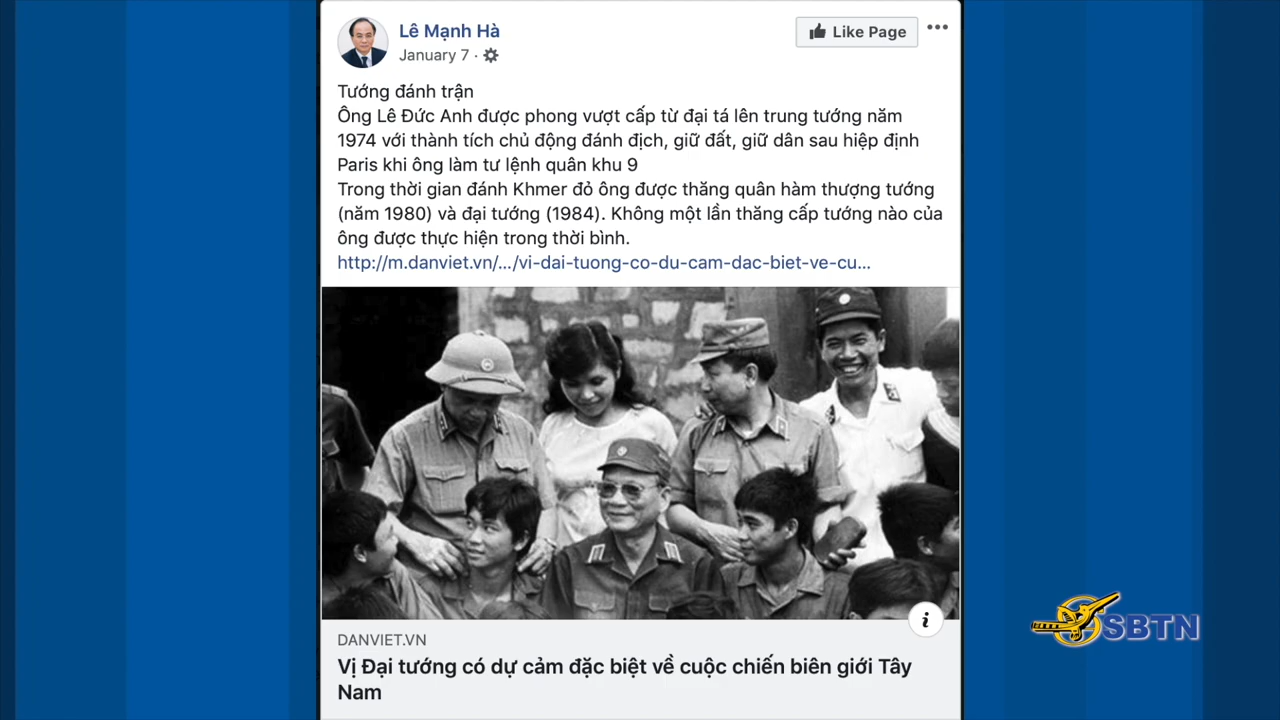 Lê Mạnh Hà
Like Page
January 7 ·
Tướng đánh trận
Ông Lê Đức Anh được phong vượt cấp từ đại tá lên trung tướng năm
1974 với thành tích chủ động đánh địch, giữ đất, giữ dân sau hiệp định
Paris khi ông làm tư lệnh quân khu 9
Trong thời gian đánh Khmer đỏ ông được thăng quân hàm thượng tướng
(năm 1980) và đại tướng (1984). Không một lần thăng cấp tướng nào của
ông được thực hiện trong thời bình.
http://m.danviet.vn/.../vi-dai-tuong-co-du-cam-dac-biet-ve-cu...
i
SBTN
DANVIET.VN
Vị Đại tướng có dự cảm đặc biệt về cuộc chiến biên giới Tây
Nam